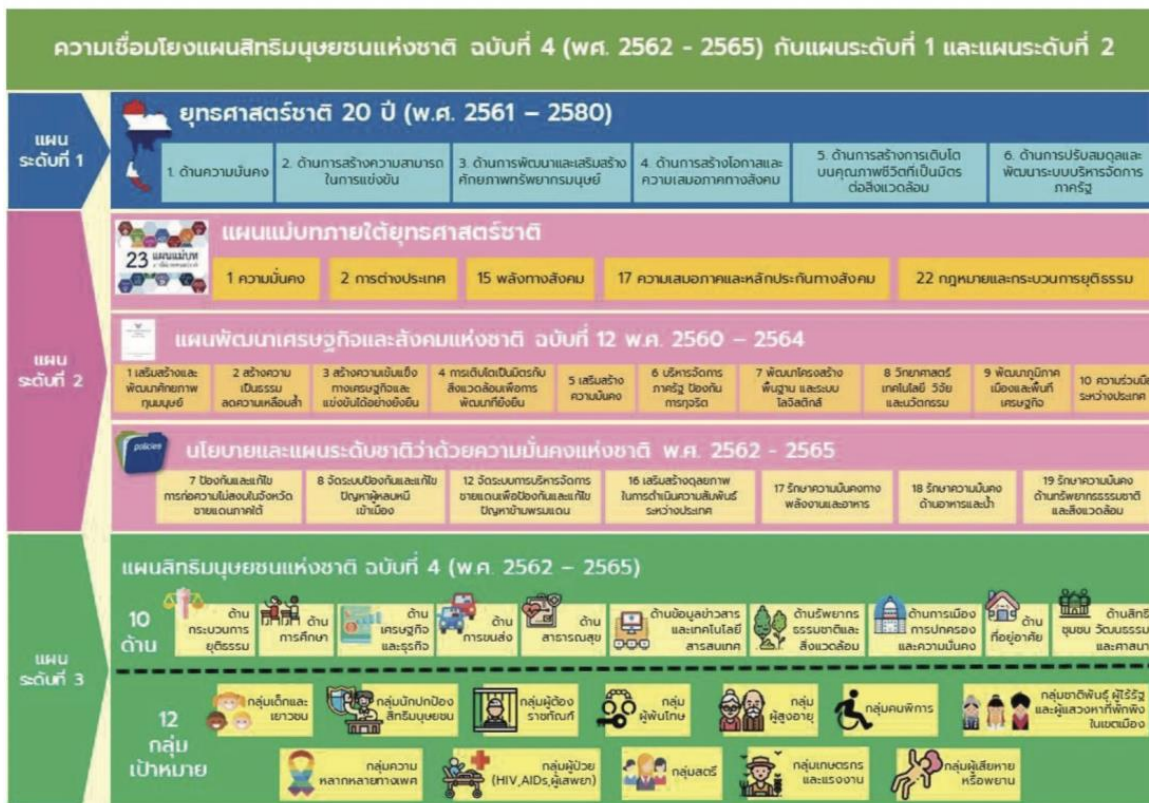 ความเชื่อมโยงแผนสิทธิมนุษยชนแห่งชาติ ฉบับที่ 4 (พศ. 2562 - 2565) กับแผนระดับที่ 1 และแผนระดับที่ 2
แผน
ระดับที่ 1
ยุทธศาสตร์ชาติ 20 ปี (พ.ศ. 2561 – 2580)
1. ด้านความมั่นคง
2. ด้านการสร้างความสามารถ
ในการแข่งขัน
3. ด้านการพัฒนาและเสริมสร้าง
ศักยภาพทรัพยากรมนุษย์
4. ด้านการสร้างโอกาสและ
ความเสมอภาคทางสังคม
5. ด้านการสร้างการเติบโต
บนคุณภาพชีวิตที่เป็นมิตร
ต่อสิ่งแวดล้อม
6. ด้านการปรับสมดุลและ
พัฒนาระบบบริหารจัดการ
ภาครัฐ
แผน
ระดับที่ 2
23 แผนแม่บท
แผนแม่บทภายใต้ยุทธศาสตร์ชาติ
1 ความมั่นคง
2 การต่างประเทศ
15 พลังทางสังคม
17 ความเสมอภาคและหลักประกันทางสังคม
22 กฎหมายและกระบวนการยุติธรรม
แผนพัฒนาเศรษฐกิจและสังคมแห่งชาติ ฉบับที่ 12 พ.ศ. 2560 – 2564
1 เสริมสร้างและ
พัฒนาศักยภาพ
ทุนมนุษย์
2 สร้างความ
เป็นธรรม
ลดความเหลื่อมล้ำ
3 สร้างความเข้มแข็ง
ทางเศรษฐกิจและ
แข่งขันได้อย่างยั่งยืน
4 การเติบโตเป็นมิตรกับ
สิ่งแวดล้อมเพื่อการ
พัฒนาที่ยั่งยืน
5 เสริมสร้าง
ความมั่นคง
6 บริหารจัดการ
ภาครัฐ ป้องกัน
การทุจริต
7 พัฒนาโครงสร้าง
พื้นฐาน และระบบ
โลจิสติกส์
8 วิทยาศาสตร์
เทคโนโลยี วิจัย
และนวัตกรรม
9 พัฒนาภูมิภาค
เมืองและพื้นที่
เศรษฐกิจ
10 ความร่วมมือ
ระหว่างประเทศ
policies
นโยบายและแผนระดับชาติว่าด้วยความมั่นคงแห่งชาติ พ.ศ. 2562 - 2565
7 ป้องกันและแก้ไข
การก่อความไม่สงบในจังหวัด
ชายแดนภาคใต้
8 จัดระบบป้องกันและแก้ไข
ปัญหาผู้หลบหนี
เข้าเมือง
12 จัดระบบการบริหารจัดการ
ชายแดนเพื่อป้องกันและแก้ไข
ปัญหาข้ามพรมแดน
16 เสริมสร้างดุลยภาพ
ในการดำเนินความสัมพันธ์
ระหว่างประเทศ
17 รักษาความมั่นคงทาง
พลังงานและอาหาร
18 รักษาความมั่นคง
ด้านอาหารและน้ำ
19 รักษาความมั่นคง
ด้านทรัพยากรธรรมชาติ
และสิ่งแวดล้อม
แผน
ระดับที่ 3
แผนสิทธิมนุษยชนแห่งชาติ ฉบับที่ 4 (พ.ศ. 2562 – 2565)
10
ด้าน
ด้าน
กระบวนการ
ยุติธรรม
ด้าน
การศึกษา
ด้าน
เศรษฐกิจ
และธุรกิจ
ด้าน
การขนส่ง
ด้าน
สาธารณสุข
ด้านข้อมูลข่าวสาร
และเทคโนโลยี
สารสนเทศ
ด้านรัพยากร
ธรรมชาติและ
สิ่งแวดล้อม
ด้านการเมือง
การปกครอง
และความมั่นคง
ด้าน
ที่อยู่อาศัย
ด้านสิทธิ
ชุมชน วัฒนธรรม
และศาสนา
12
กลุ่ม
เป้าหมาย
กลุ่มเด็กและ
เยาวชน
กลุ่มนักปกป้อง
สิทธิมนุษยชน
กลุ่มผู้ต้อง
ราชทัณฑ์
กลุ่ม
ผู้พ้นโทษ
กลุ่ม
ผู้สูงอายุ
กลุ่มคนพิการ
กลุ่มชาติพันธุ์ ผู้ไร้รัฐ
และผู้แสวงหาที่พักพิง
ในเขตเมือง
กลุ่มความ
หลากหลายทางเพศ
กลุ่มผู้ป่วย
(HIV,AIDs,ผู้เสพยา)
กลุ่มสตรี
กลุ่มเกษตรกร
และแรงงาน
กลุ่มผู้เสียหาย
หรือพยาน